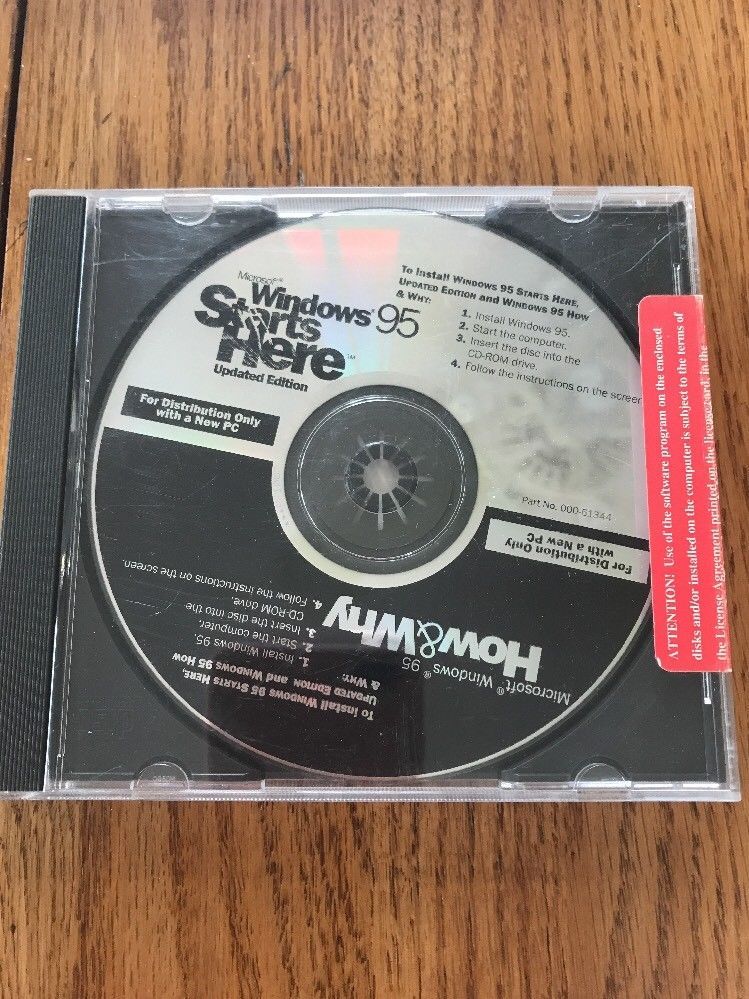 Microsoft®
Windows® 95
Starts
Here™
Updated Edition
For Distribution Only
with a New PC
To Install Windows 95 Starts Here,
Updated Edition and Windows 95 How
& Why:
1. Install Windows 95.
2. Start the computer.
3. Insert the disc into the
CD-ROM drive.
4. Follow the instructions on the screen
Part No. 000-51344
ATTENTION! Use of the software program on the enclosed
disks and/or installed on the computer is subject to the terms of
the License Agreement printed on the license card, in the
Microsoft® Windows® 95
How&Why
For Distribution Only
with a New PC
To Install Windows 95 Starts Here,
Updated Edition and Windows 95 How
& Why:
1. Install Windows 95.
2. Start the computer.
3. Insert the disc into the
CD-ROM drive.
4. Follow the instructions on the screen.